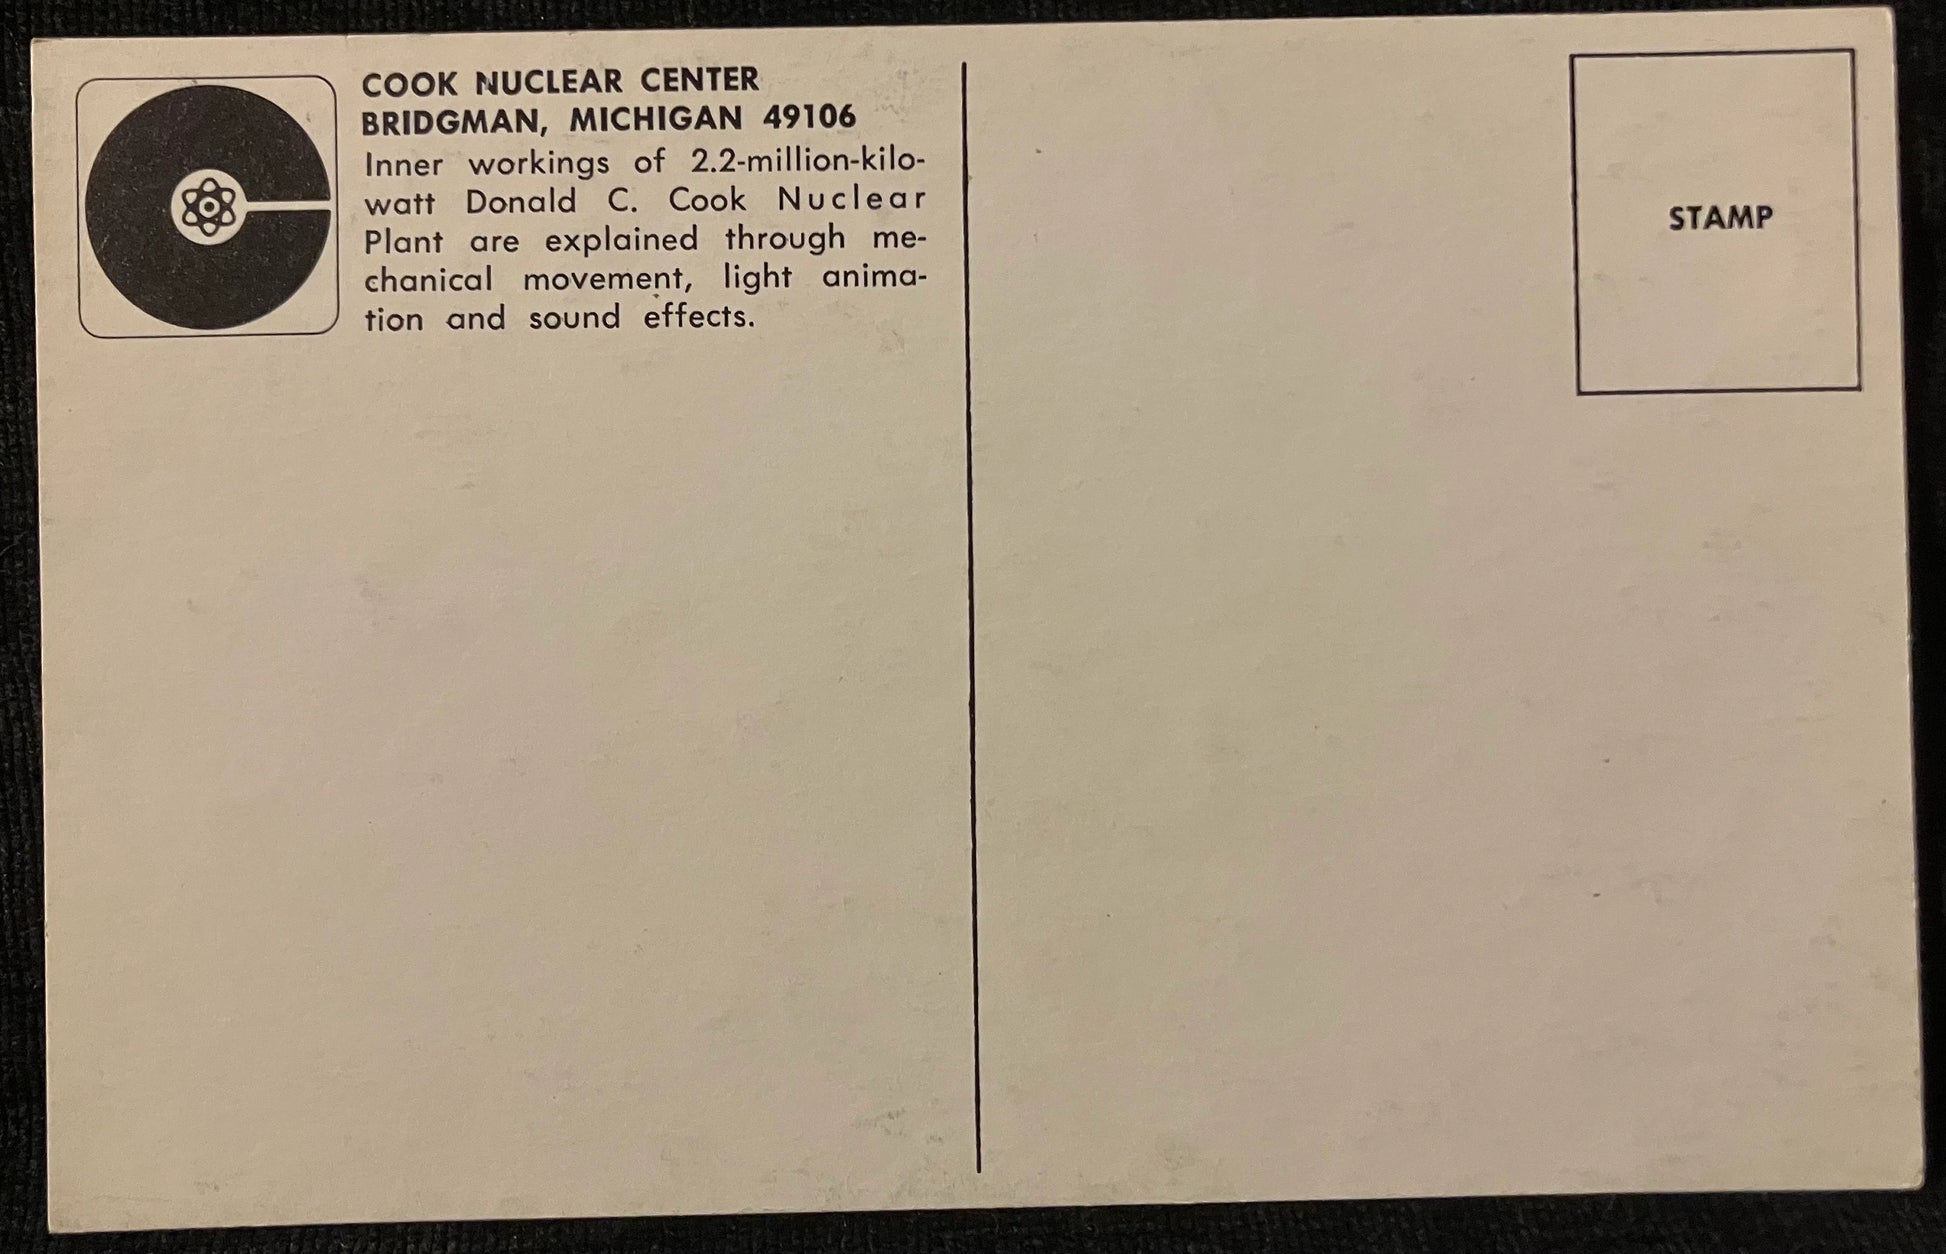 COOK NUCLEAR CENTER
BRIDGMAN, MICHIGAN 49106
Inner workings of 2.2-million-kilo-
watt Donald C. Cook Nuclear
Plant are explained through me-
chanical movement, light anima-
tion and sound effects.
STAMP